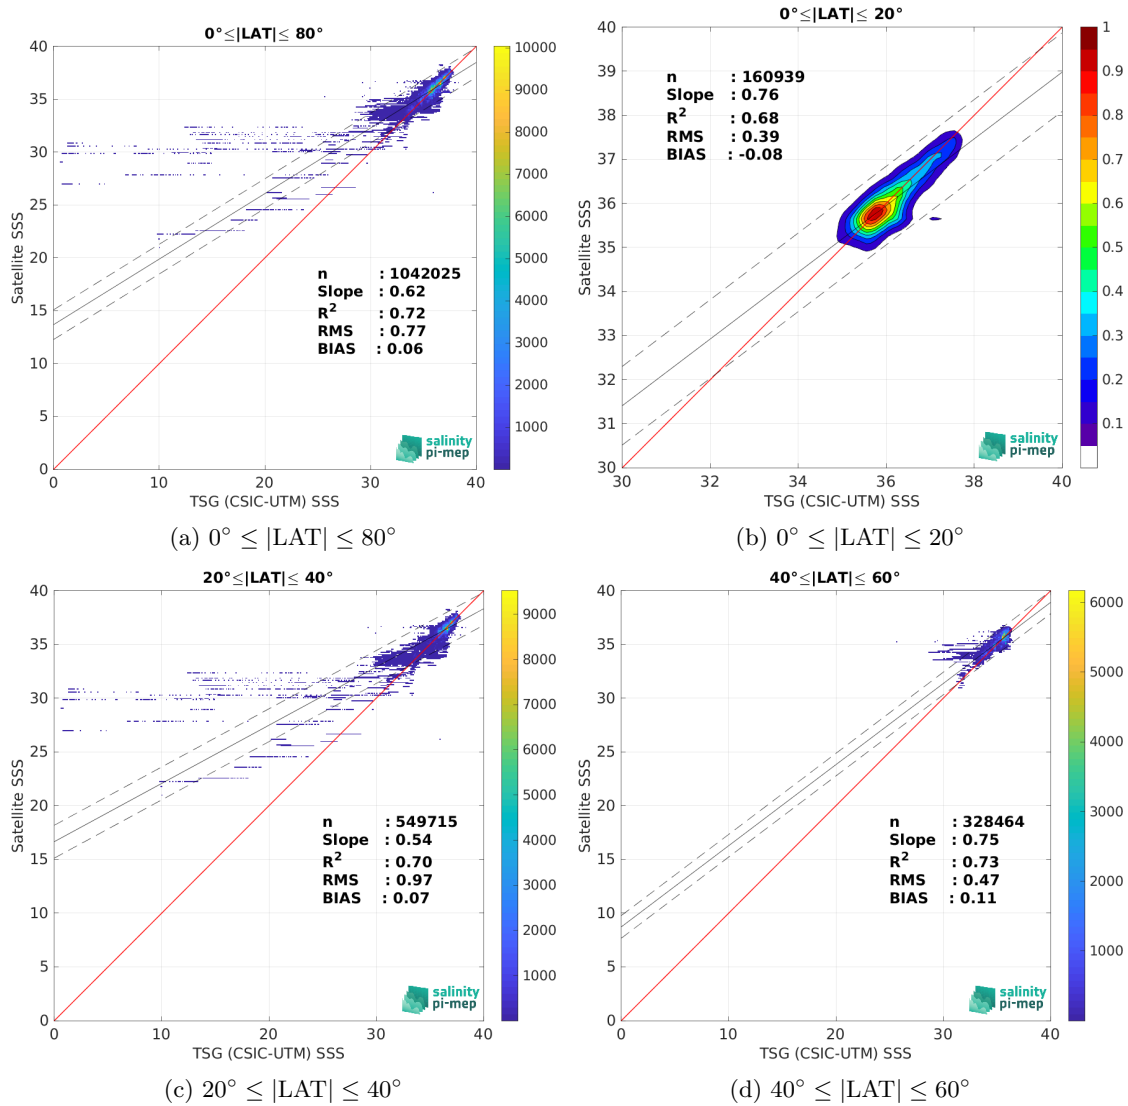 0°≤|LAT|≤ 80°
Satellite SSS
40
35
30
25
20
15
10
5
0
0
10
20
30
40
TSG (CSIC-UTM) SSS
n : 1042025
Slope : 0.62
R² : 0.72
RMS : 0.77
BIAS : 0.06
salinity
pi-mep
10000
9000
8000
7000
6000
5000
4000
3000
2000
1000
(a) 0° ≤ |LAT| ≤ 80°
0°≤|LAT|≤ 20°
Satellite SSS
40
39
38
37
36
35
34
33
32
31
30
30
32
34
36
38
40
TSG (CSIC-UTM) SSS
n : 160939
Slope : 0.76
R² : 0.68
RMS : 0.39
BIAS : -0.08
salinity
pi-mep
1
0.9
0.8
0.7
0.6
0.5
0.4
0.3
0.2
0.1
(b) 0° ≤ |LAT| ≤ 20°
20°≤|LAT|≤ 40°
Satellite SSS
40
35
30
25
20
15
10
5
0
0
10
20
30
40
TSG (CSIC-UTM) SSS
n : 549715
Slope : 0.54
R² : 0.70
RMS : 0.97
BIAS : 0.07
salinity
pi-mep
9000
8000
7000
6000
5000
4000
3000
2000
1000
(c) 20° ≤ |LAT| ≤ 40°
40°≤|LAT|≤ 60°
Satellite SSS
40
35
30
25
20
15
10
5
0
0
10
20
30
40
TSG (CSIC-UTM) SSS
n : 328464
Slope : 0.75
R² : 0.73
RMS : 0.47
BIAS : 0.11
salinity
pi-mep
6000
5000
4000
3000
2000
1000
(d) 40° ≤ |LAT| ≤ 60°